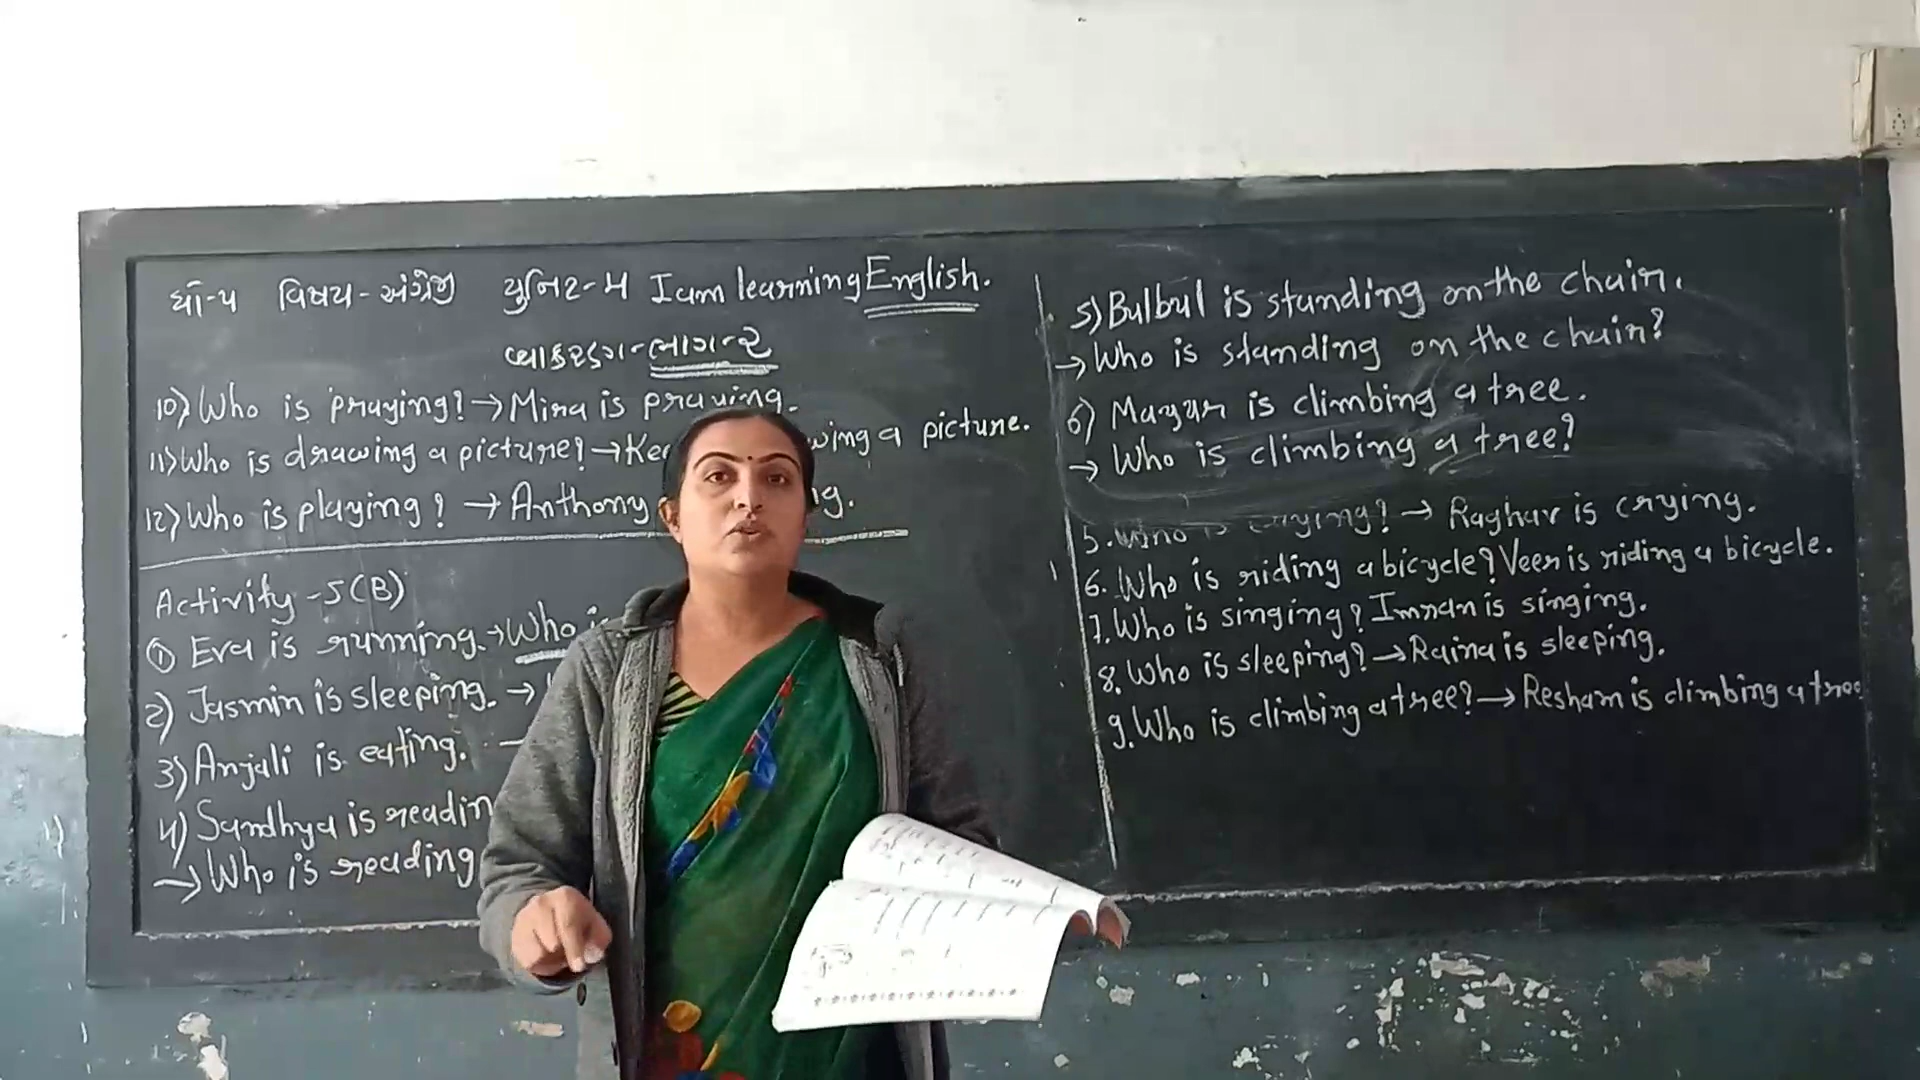 ધો-૫ વિષય-અંગ્રેજી યુનિટ-૫ I am learning English.
વ્યાકરણ-ભાગ-૨
10) Who is praying? → Mira is praying.
11) Who is drawing a picture? → wing a picture.
12) Who is playing? → Anthony
Activity - 5(B)
① Eva is running. → Who is
2) Jasmin is sleeping. →
3) Anjali is eating.
4) Sandhya is readin
→ Who is reading
5) Bulbul is standing on the chair.
→ Who is standing on the chair?
6) Mayur is climbing a tree.
→ Who is climbing a tree?
5. Who is crying? → Raghav is crying.
6. Who is riding a bicycle? Veer is riding a bicycle.
7. Who is singing? Imran is singing.
8. Who is sleeping? → Raina is sleeping.
9. Who is climbing a tree? → Resham is climbing a tree